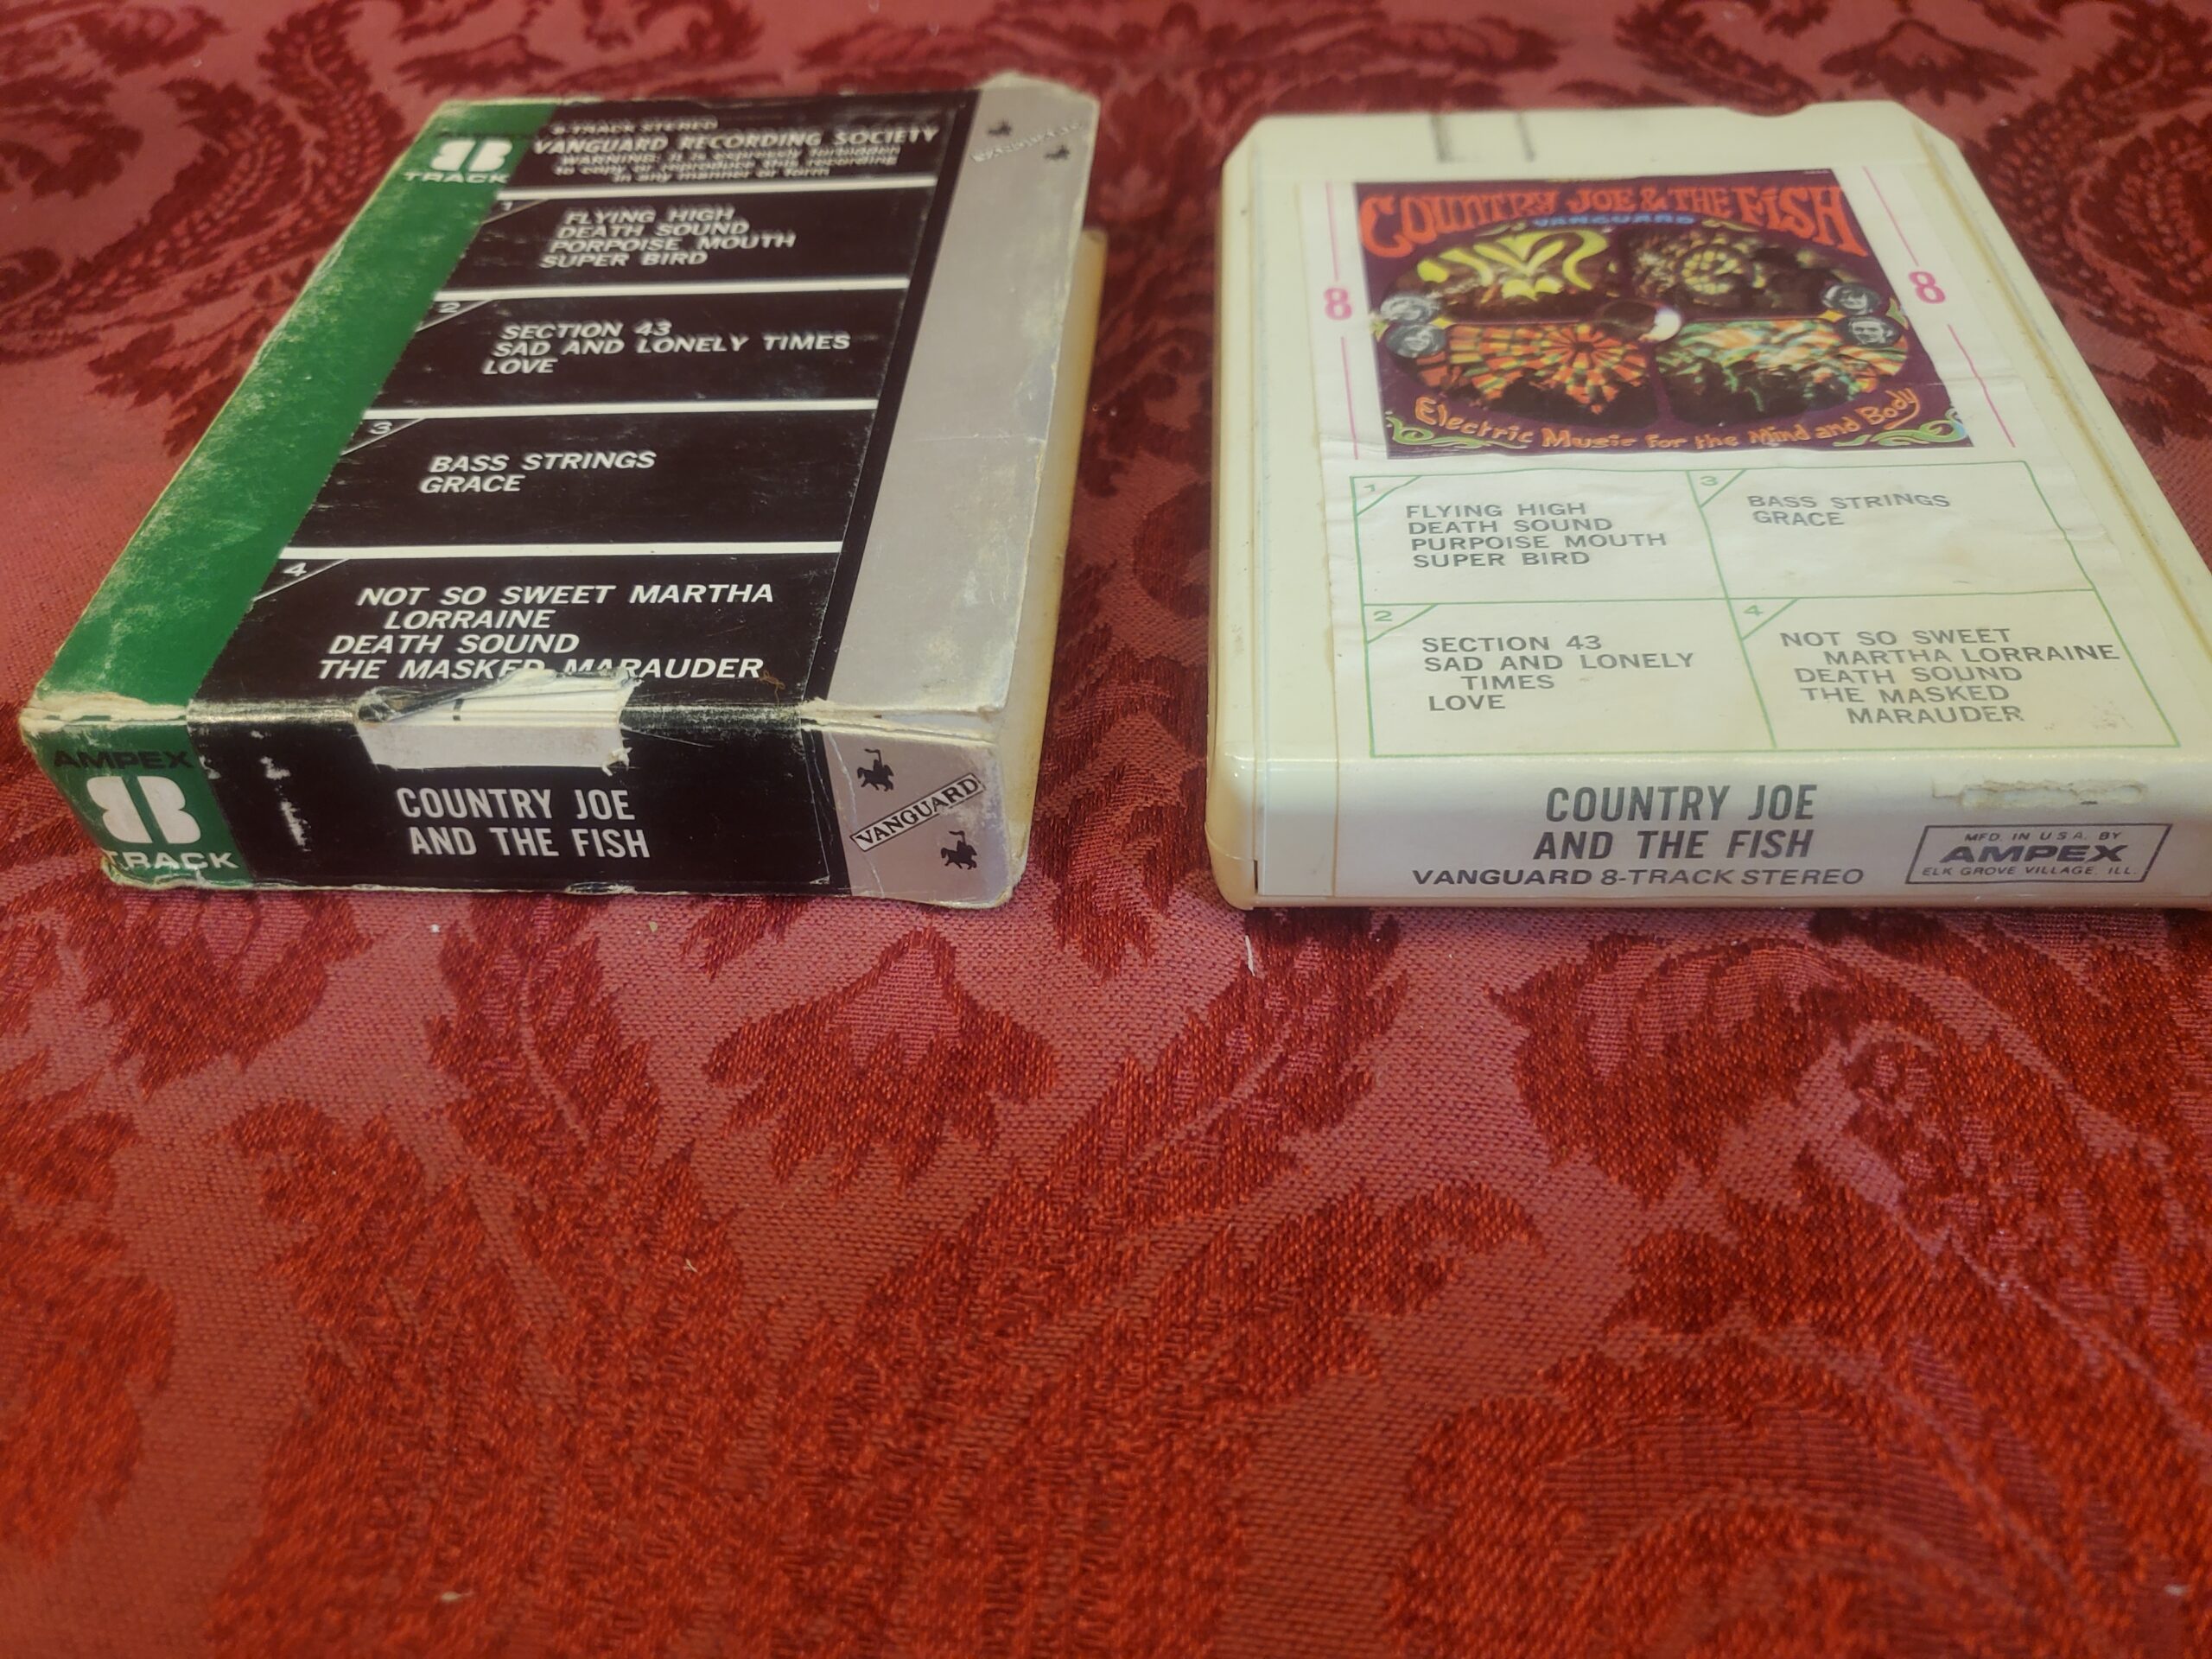 8
TRACK
8-TRACK STEREO
VANGUARD RECORDING SOCIETY
WARNING: It is expressly forbidden
to copy or reproduce this recording
in any manner or form
1
FLYING HIGH
DEATH SOUND
PORPOISE MOUTH
SUPER BIRD
2
SECTION 43
SAD AND LONELY TIMES
LOVE
3
BASS STRINGS
GRACE
4
NOT SO SWEET MARTHA
LORRAINE
DEATH SOUND
THE MASKED MARAUDER
VANGUARD
AMPEX
8
TRACK
COUNTRY JOE
AND THE FISH
VANGUARD
COUNTRY JOE & THE FISH
VANGUARD
8
8
Electric Music for the Mind and Body
1
FLYING HIGH
DEATH SOUND
PURPOISE MOUTH
SUPER BIRD
2
SECTION 43
SAD AND LONELY
TIMES
LOVE
3
BASS STRINGS
GRACE
4
NOT SO SWEET
MARTHA LORRAINE
DEATH SOUND
THE MASKED
MARAUDER
COUNTRY JOE
AND THE FISH
VANGUARD 8-TRACK STEREO
MFD. IN U.S.A. BY
AMPEX
ELK GROVE VILLAGE, ILL.